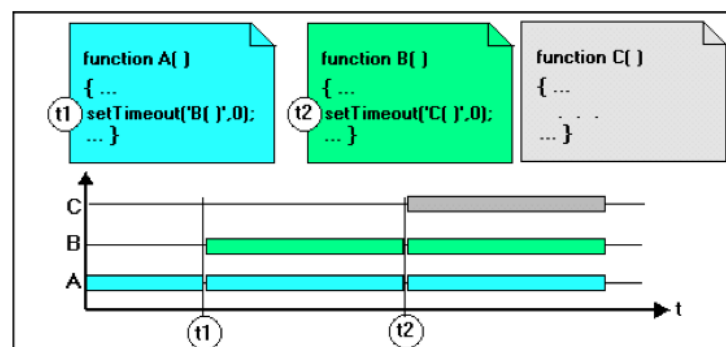 function A( )
{ ...
t1
setTimeout('B( )',0);
... }
function B( )
{ ...
t2
setTimeout('C( )',0);
... }
function C( )
{ ...
. . .
... }
C
B
A
t
t1
t2